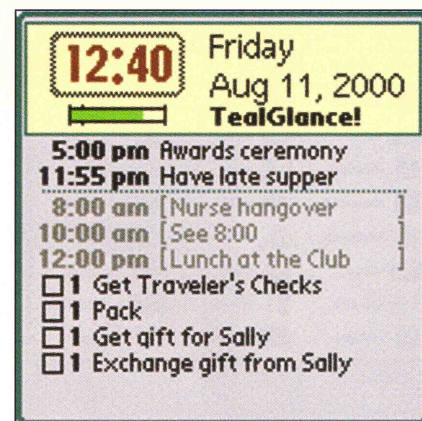 12:40
Friday
Aug 11, 2000
TealGlance!
5:00 pm Awards ceremony
11:55 pm Have late supper
8:00 am [Nurse hangover ]
10:00 am [See 8:00 ]
12:00 pm [Lunch at the Club ]
1 Get Traveler's Checks
1 Pack
1 Get gift for Sally
1 Exchange gift from Sally